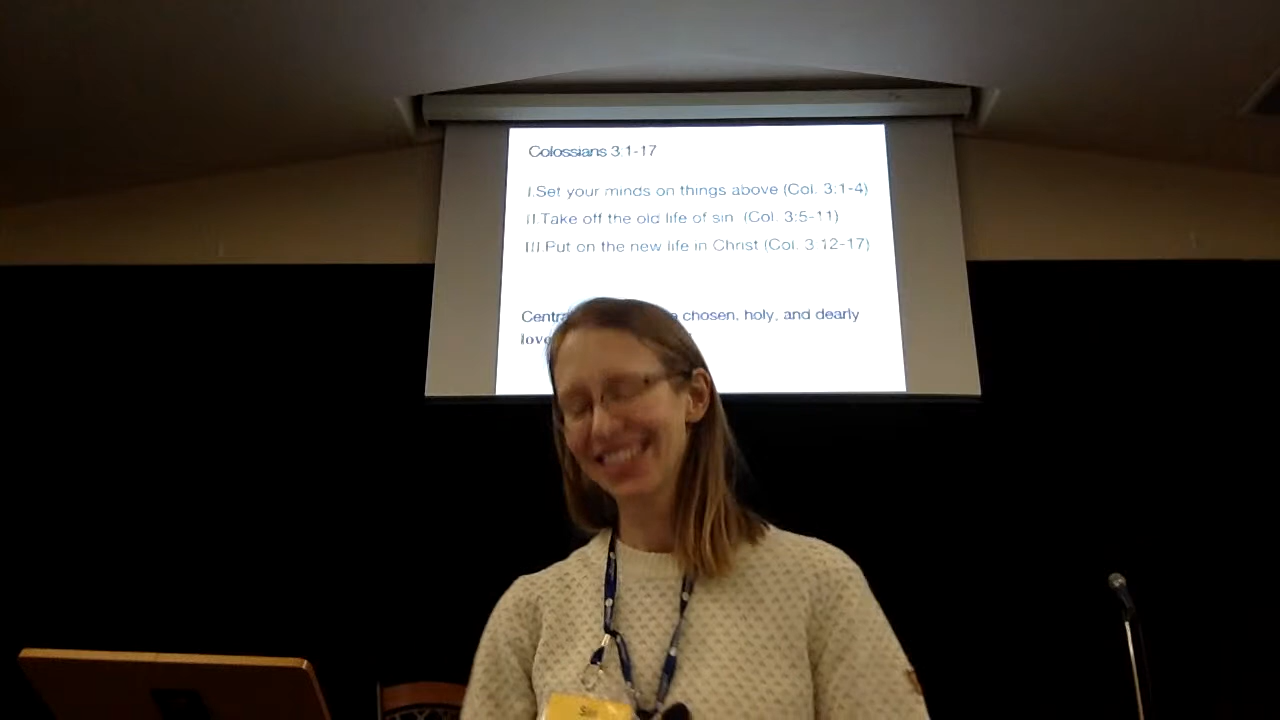 Colossians 3:1-17
I.Set your minds on things above (Col. 3:1-4)
II.Take off the old life of sin (Col. 3:5-11)
III.Put on the new life in Christ (Col. 3 12-17)
chosen, holy, and dearly